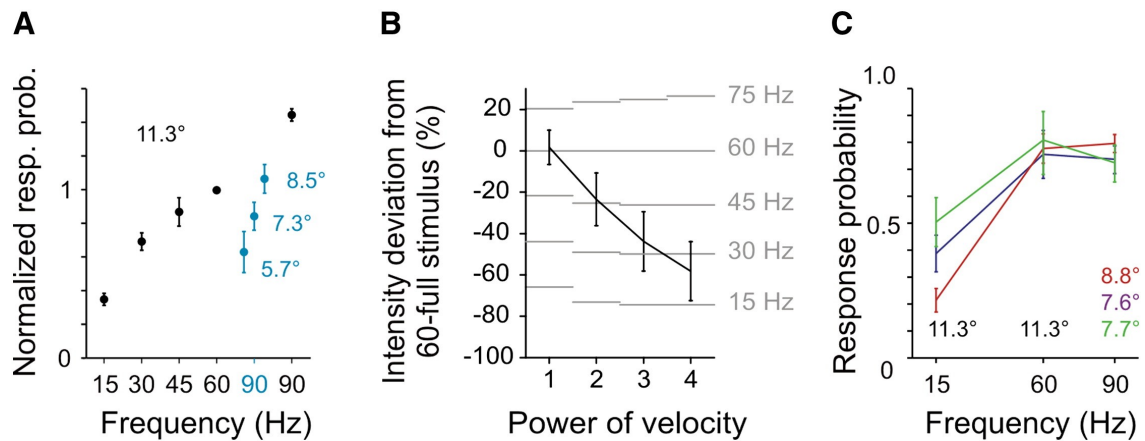 A
Normalized resp. prob.
1
0
11.3°
8.5°
7.3°
5.7°
15 30 45 60 90 90
Frequency (Hz)
B
Intensity deviation from
60-full stimulus (%)
20
0
-20
-40
-60
-80
-100
75 Hz
60 Hz
45 Hz
30 Hz
15 Hz
1 2 3 4
Power of velocity
C
Response probability
1.0
0.5
0
8.8°
7.6°
7.7°
11.3° 11.3°
15 60 90
Frequency (Hz)